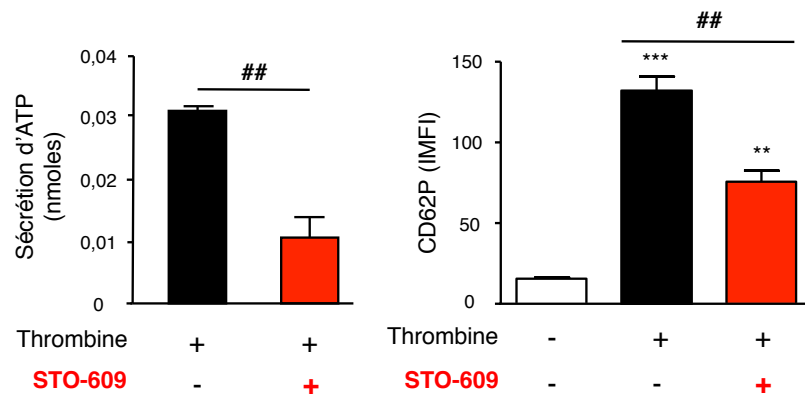 Sécrétion d'ATP
(nmoles)
0,04
0,03
0,02
0,01
0
##
Thrombine + +
STO-609 - +
CD62P (IMFI)
150
100
50
0
##
***
**
Thrombine - + +
STO-609 - - +